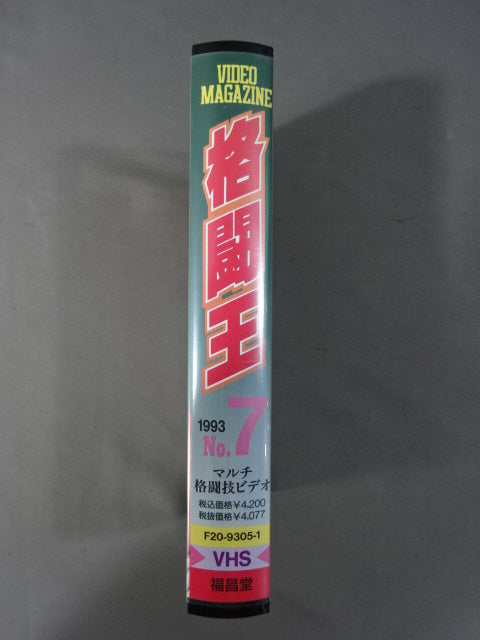 VIDEO
MAGAZINE
格闘王
1993
No.7
マルチ
格闘技ビデオ
税込価格¥4,200
税抜価格¥4,077
F20-9305-1
VHS
福昌堂